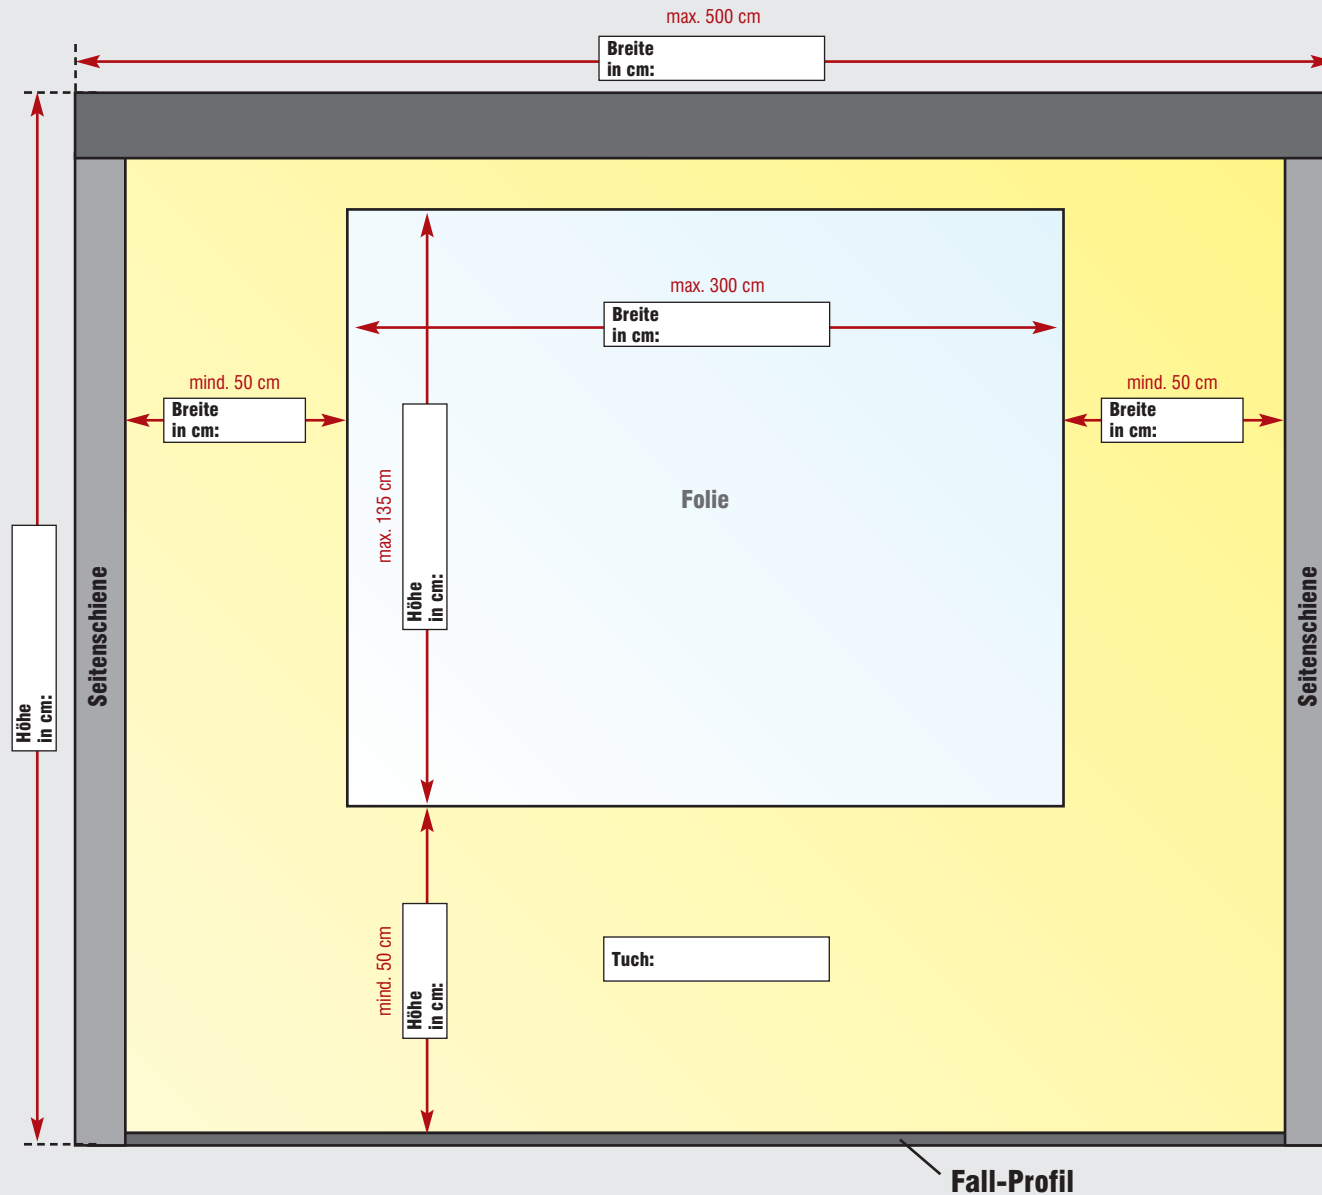 max. 500 cm
Breite
in cm:
max. 300 cm
Breite
in cm:
mind. 50 cm
Breite
in cm:
mind. 50 cm
Breite
in cm:
max. 135 cm
Höhe
in cm:
Folie
Höhe
in cm:
Seitenschiene
Seitenschiene
mind. 50 cm
Höhe
in cm:
Tuch:
Fall-Profil